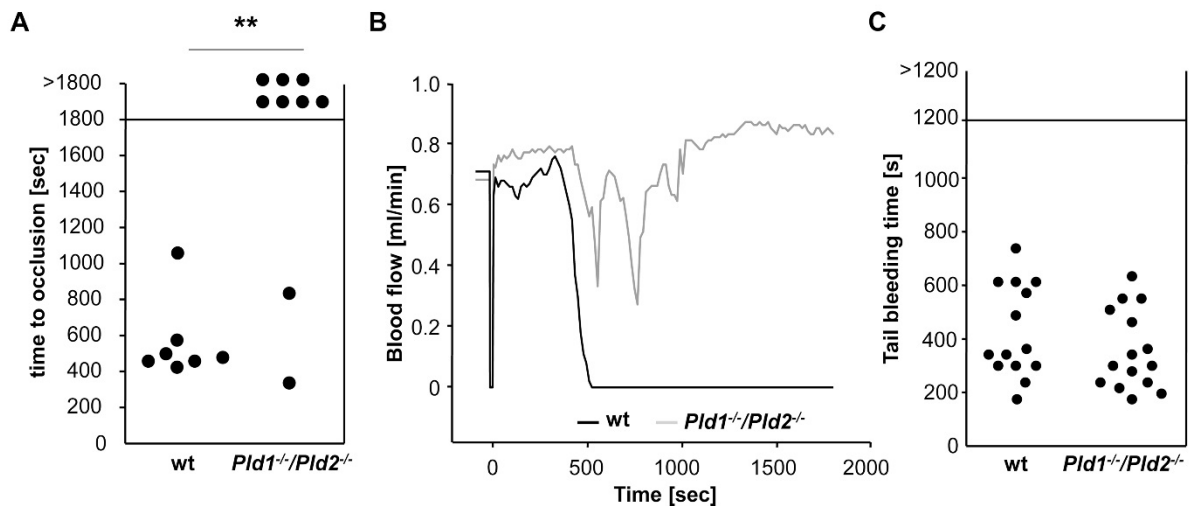 A
**
time to occlusion [sec]
>1800
1800
1600
1400
1200
1000
800
600
400
200
0
wt
Pld1-/-/Pld2-/-
B
Blood flow [ml/min]
1.0
0.8
0.6
0.4
0.2
0
wt
Pld1-/-/Pld2-/-
0
500
1000
1500
2000
Time [sec]
C
Tail bleeding time [s]
>1200
1200
1000
800
600
400
200
0
wt
Pld1-/-/Pld2-/-